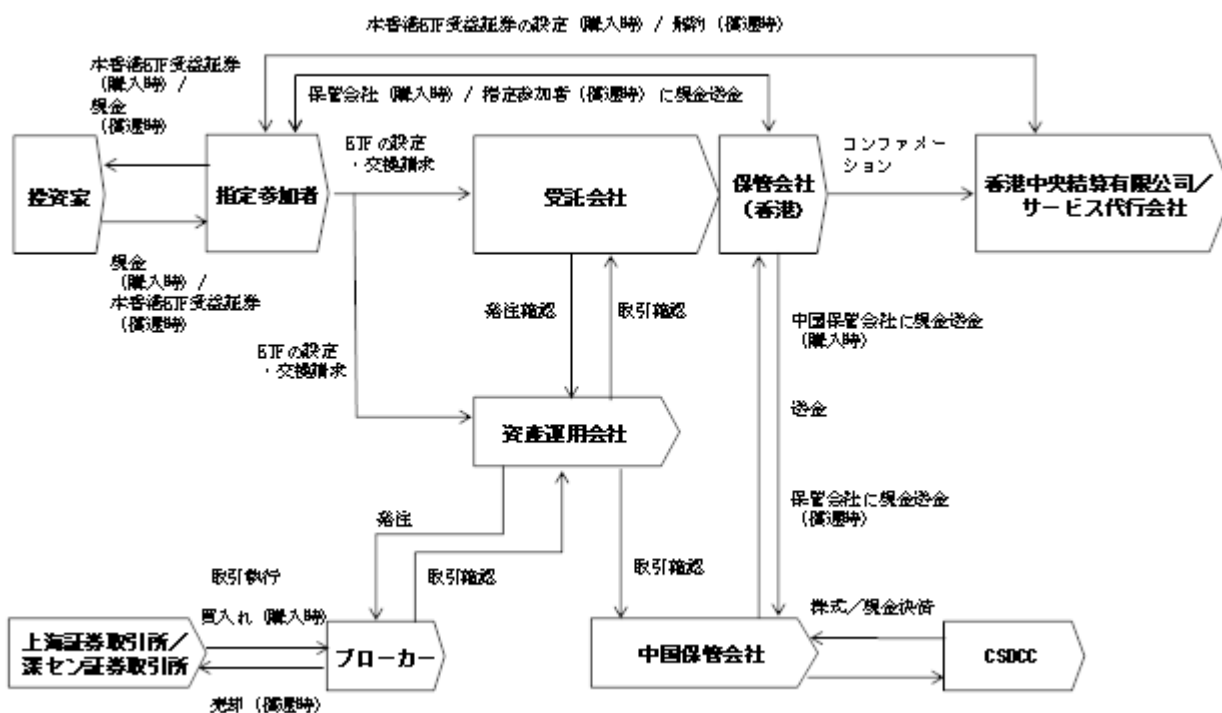 本香港ETF受益証券の設定（購入時）/ 解約（償還時）
本香港ETF受益証券
（購入時）/
現金
（償還時）
保管会社（購入時）/ 指定参加者（償還時）に現金送金
ETFの設定
・交換請求
コンファメー
ション
投資家
指定参加者
受託会社
保管会社
（香港）
香港中央結算有限公司／
サービス代行会社
現金
（購入時）/
本香港ETF受益証券
（償還時）
発注確認
取引確認
中国保管会社に現金送金
（購入時）
ETFの設定
・交換請求
送金
資産運用会社
保管会社に現金送金
（償還時）
発注
取引執行
取引確認
取引確認
買入れ（購入時）
株式／現金決済
上海証券取引所／
深セン証券取引所
ブローカー
中国保管会社
CSDCC
売却（償還時）